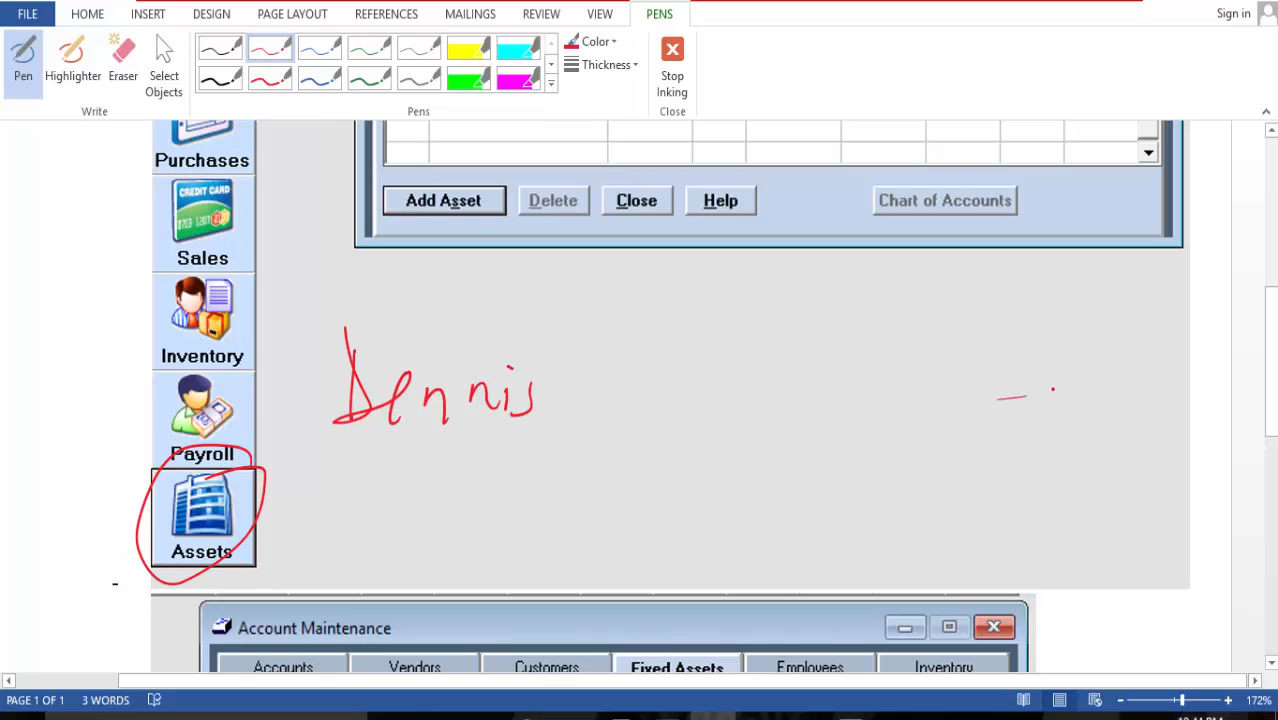 FILE HOME INSERT DESIGN PAGE LAYOUT REFERENCES MAILINGS REVIEW VIEW PENS Sign in
Pen Highlighter Eraser Select Objects
Color
Thickness
Stop Inking
Write Pens Close
Purchases
Add Asset Delete Close Help Chart of Accounts
CREDIT CARD
Sales
Inventory
Dennis
Payroll
Assets
Account Maintenance
Accounts Vendors Customers Fixed Assets Employees Inventory
PAGE 1 OF 1 3 WORDS 172%